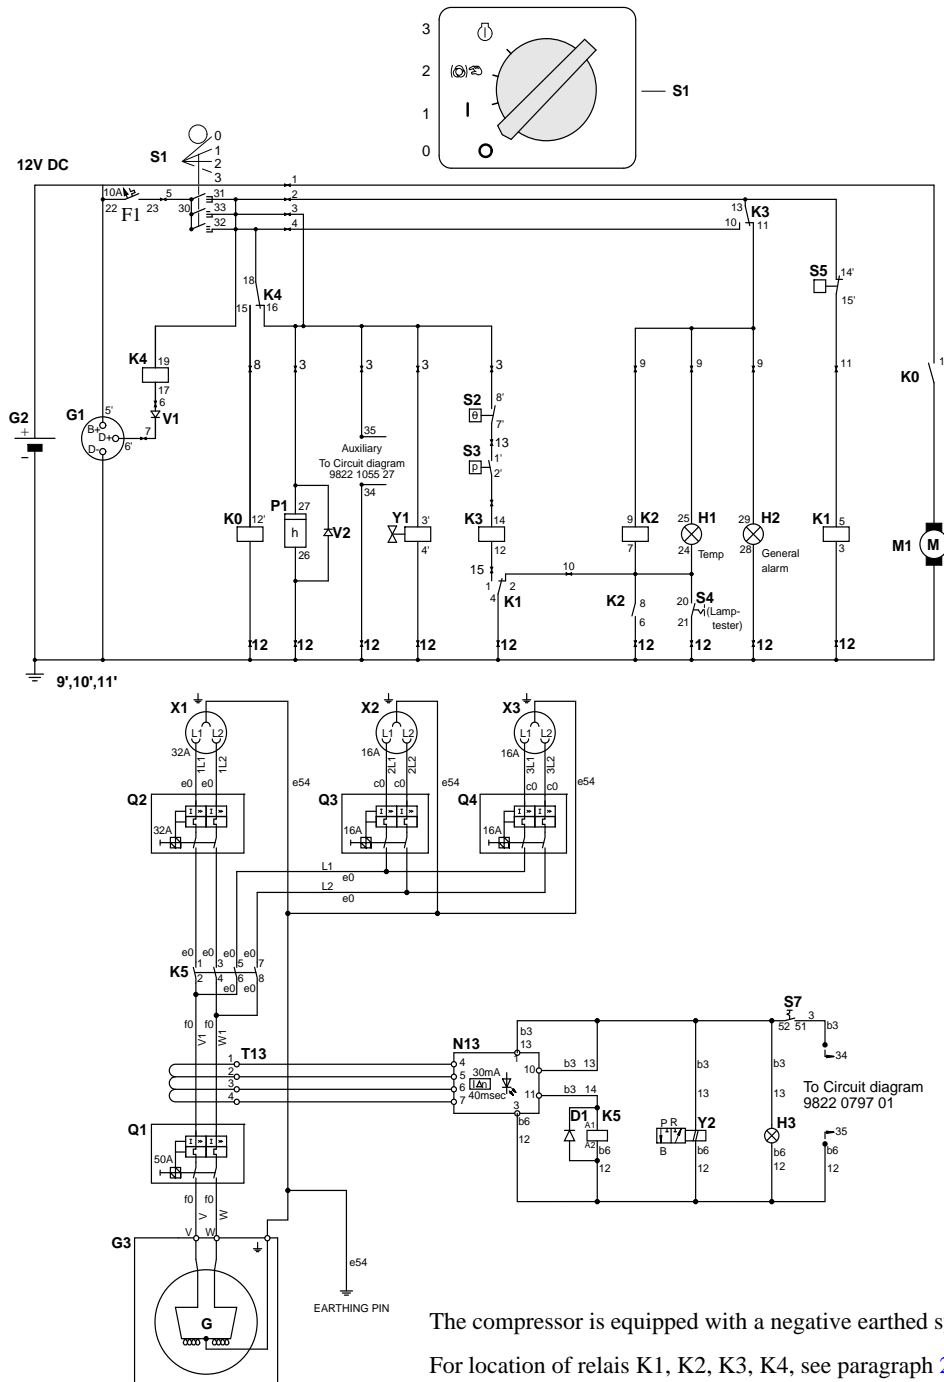 3
2
1
0
S1
12V DC
S1
0
1
2
3
1
10A
22
F1
23
5
30
31
33
32
2
3
4
13
10
K3
11
18
K4
15
16
S5
14'
15'
K4
19
17
6
V1
8
3
3
3
3
9
9
9
11
K0
1
G2
+
−
G1
5'
B+
D+
D-
6'
7
S2
θ
8'
7'
13
S3
p
1'
2'
35
Auxiliary
To Circuit diagram
9822 1055 27
34
K0
12'
P1
27
h
26
V2
Y1
3'
4'
K3
14
12
K2
9
7
H1
25
24
Temp
H2
29
28
General
alarm
K1
5
3
M1
M
15
1
2
4
K1
10
K2
8
6
20
21
S4
(Lamp-
tester)
12
12
12
12
12
12
12
12
12
9',10',11'
X1
L1 L2
32A
X2
L1 L2
16A
X3
L1 L2
16A
1L1
1L2
2L1
2L2
3L1
3L2
e0 e0
c0 c0
c0 c0
e54
e54
e54
Q2
I » I »
32A
Q3
I » I »
16A
Q4
I » I »
16A
L1
e0
L2
e0
e0 e0 e0 e0
K5
1 3 5 7
2 4 6 8
e0 e0
f0 f0
V1
W1
1 T13
2
3
4
N13
4
5
6
7
30mA
I∆n
40msec
1
10
11
3
b3
13
b3 13
b3 14
b6
12
D1
K5
A1
A2
b6
12
b3
13
P R
B
Y2
b6
12
b3
13
H3
b6
12
S7
52 51
3
b3
34
To Circuit diagram
9822 0797 01
35
b6
12
Q1
I » I »
50A
f0 f0
V
W
V W
G3
G
e54
EARTHING PIN
The compressor is equipped with a negative earthed s
For location of relais K1, K2, K3, K4, see paragraph 2